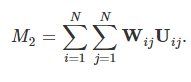 $M_2 = \sum_{i=1}^{N} \sum_{j=1}^{N} \mathbf{W}_{ij} \mathbf{U}_{ij}.$